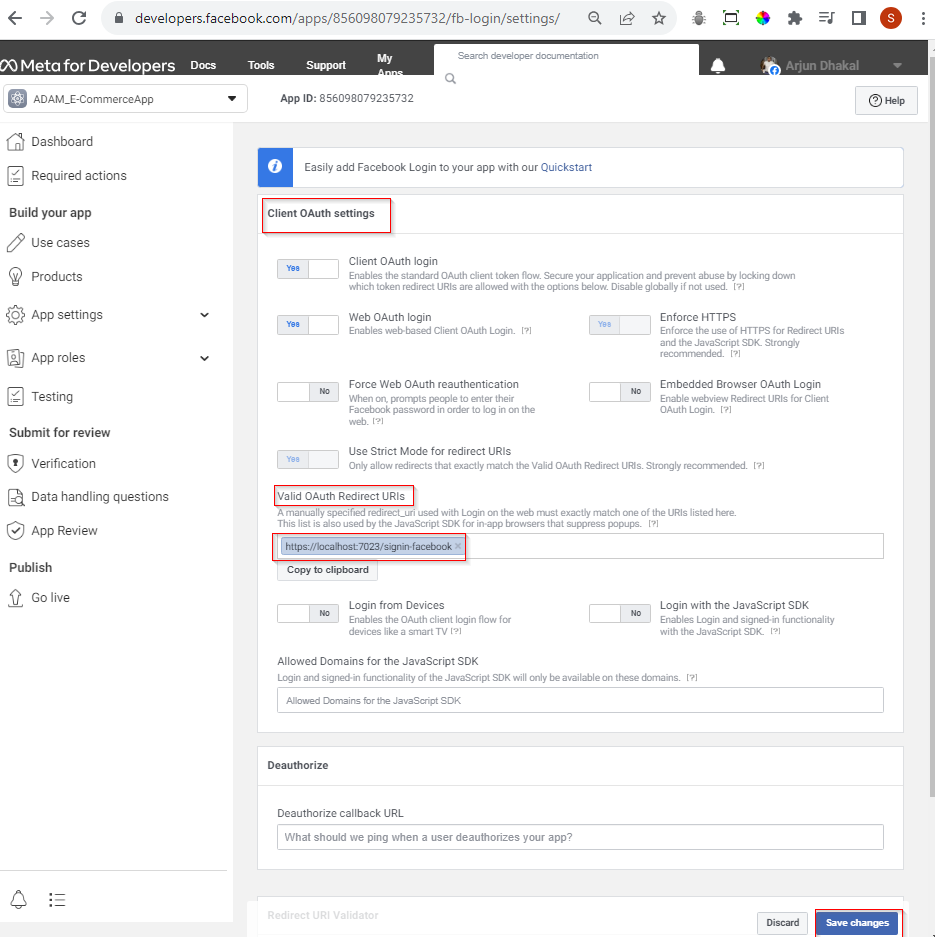 developers.facebook.com/apps/856098079235732/fb-login/settings/
S
Meta for Developers
Docs
Tools
Support
My Apps
Search developer documentation
Arjun Dhakal
ADAM_E-CommerceApp
App ID: 856098079235732
Help
Dashboard
Required actions
Build your app
Use cases
Products
App settings
App roles
Testing
Submit for review
Verification
Data handling questions
App Review
Publish
Go live
Easily add Facebook Login to your app with our Quickstart
Client OAuth settings
Yes
Client OAuth login
Enables the standard OAuth client token flow. Secure your application and prevent abuse by locking down
which token redirect URIs are allowed with the options below. Disable globally if not used. [?]
Yes
Web OAuth login
Enables web-based Client OAuth Login. [?]
Yes
Enforce HTTPS
Enforce the use of HTTPS for Redirect URIs
and the JavaScript SDK. Strongly
recommended. [?]
No
Force Web OAuth reauthentication
When on, prompts people to enter their
Facebook password in order to log in on the
web. [?]
No
Embedded Browser OAuth Login
Enable webview Redirect URIs for Client
OAuth Login. [?]
Yes
Use Strict Mode for redirect URIs
Only allow redirects that exactly match the Valid OAuth Redirect URIs. Strongly recommended. [?]
Valid OAuth Redirect URIs
A manually specified redirect_uri used with Login on the web must exactly match one of the URIs listed here.
This list is also used by the JavaScript SDK for in-app browsers that suppress popups. [?]
https://localhost:7023/signin-facebook ×
Copy to clipboard
No
Login from Devices
Enables the OAuth client login flow for
devices like a smart TV [?]
No
Login with the JavaScript SDK
Enables Login and signed-in functionality
with the JavaScript SDK. [?]
Allowed Domains for the JavaScript SDK
Login and signed-in functionality of the JavaScript SDK will only be available on these domains. [?]
Allowed Domains for the JavaScript SDK
Deauthorize
Deauthorize callback URL
What should we ping when a user deauthorizes your app?
Redirect URI Validator
Discard
Save changes